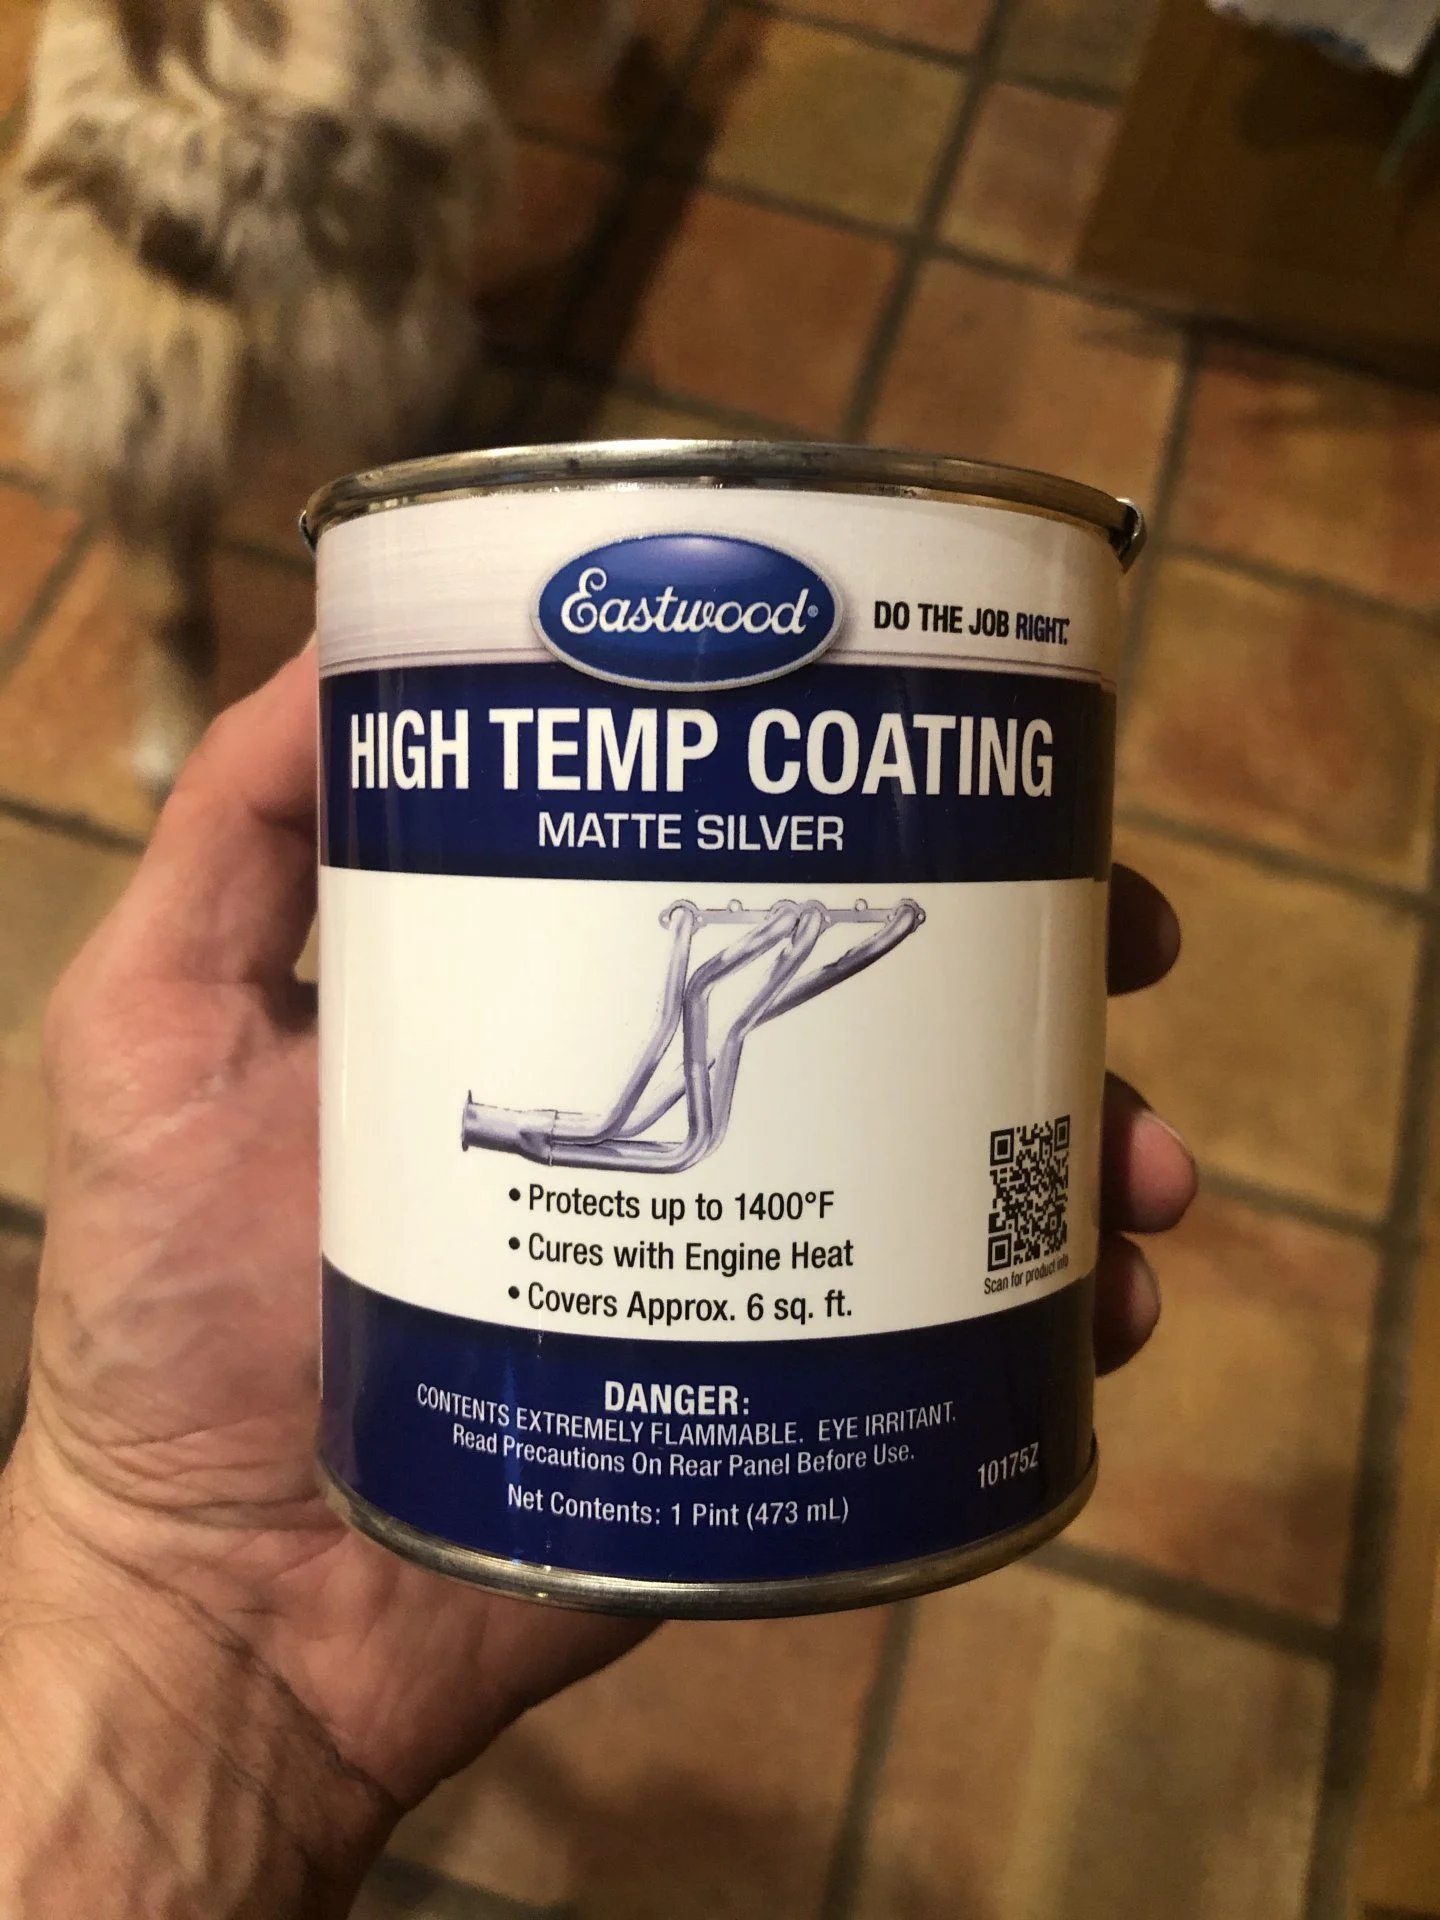 Eastwood®
DO THE JOB RIGHT.
HIGH TEMP COATING
MATTE SILVER
• Protects up to 1400°F
• Cures with Engine Heat
• Covers Approx. 6 sq. ft.
Scan for product info
DANGER:
CONTENTS EXTREMELY FLAMMABLE. EYE IRRITANT.
Read Precautions On Rear Panel Before Use.
10175Z
Net Contents: 1 Pint (473 mL)